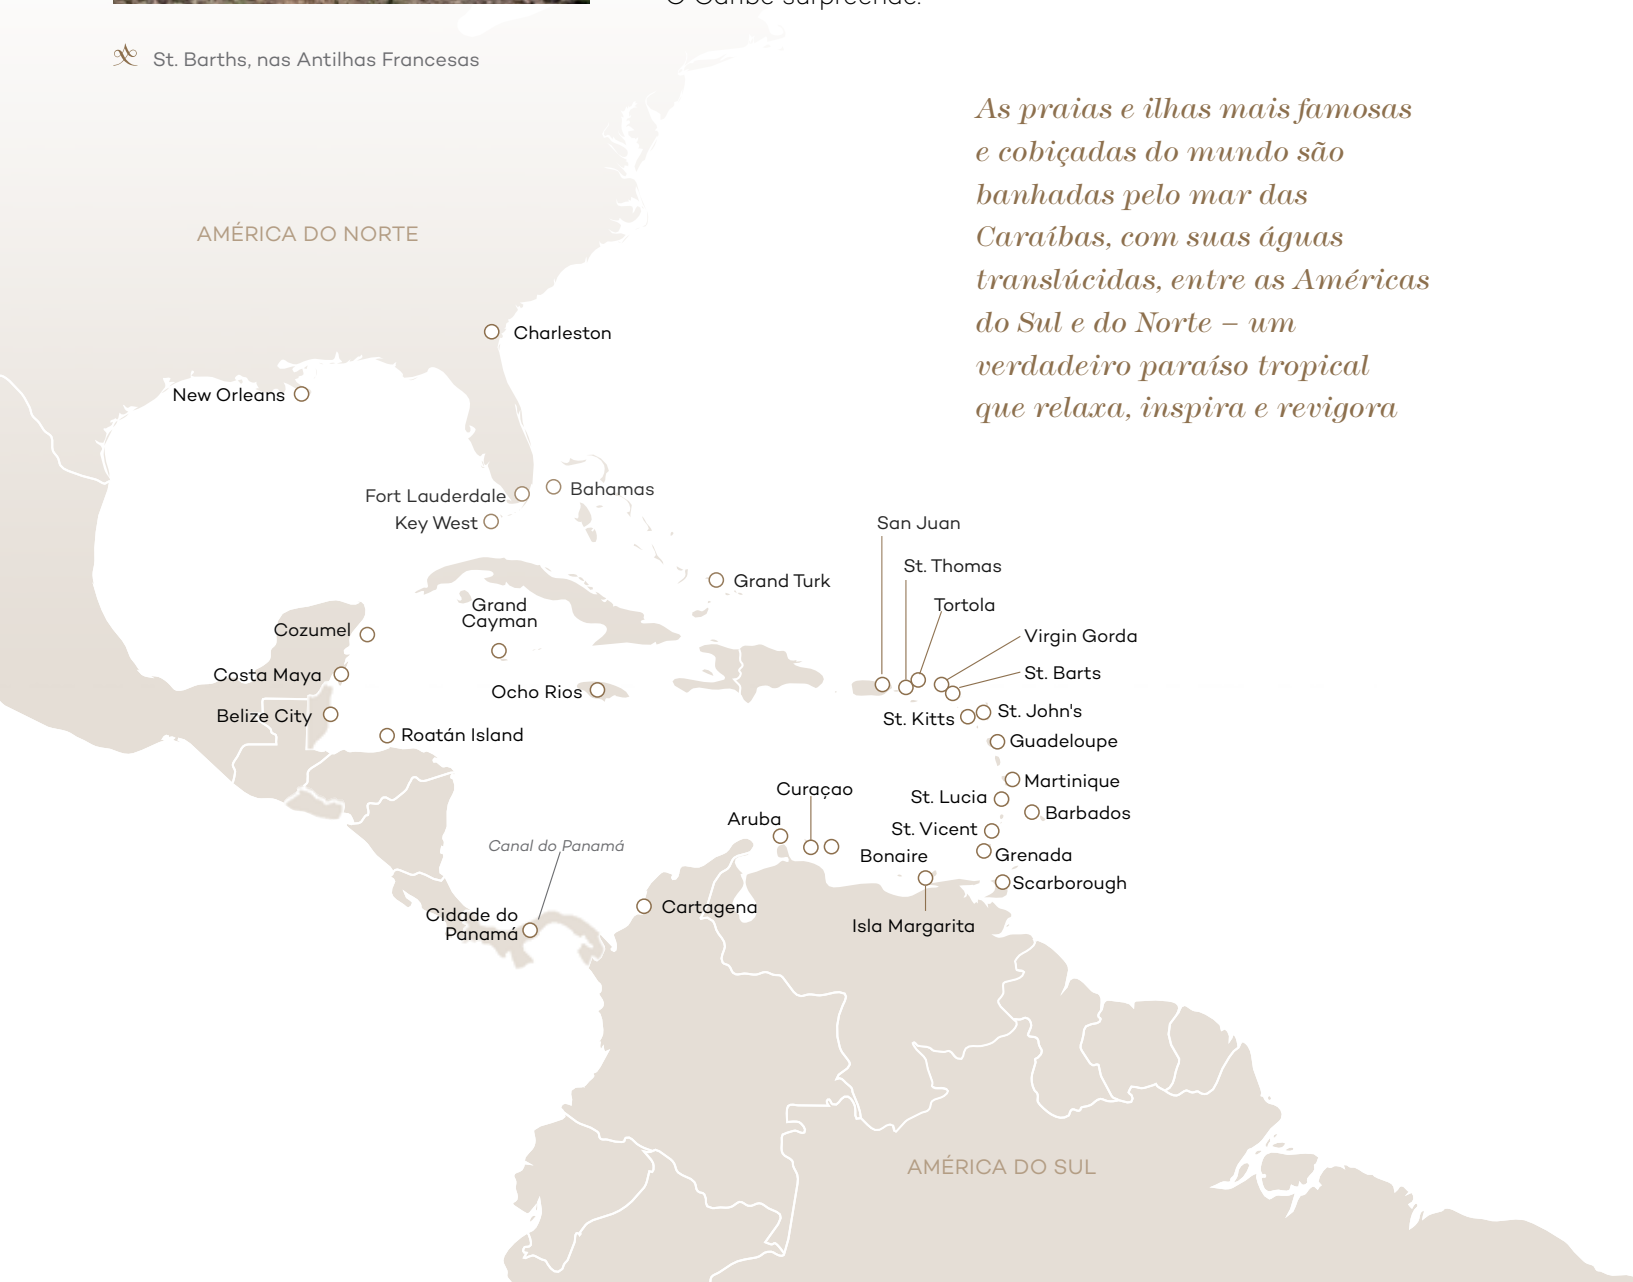 O Caribe surpreende.
St. Barths, nas Antilhas Francesas
As praias e ilhas mais famosas
e cobiçadas do mundo são
banhadas pelo mar das
Caraíbas, com suas águas
translúcidas, entre as Américas
do Sul e do Norte – um
verdadeiro paraíso tropical
que relaxa, inspira e revigora
AMÉRICA DO NORTE
Charleston
New Orleans
Fort Lauderdale
Bahamas
Key West
San Juan
St. Thomas
Grand Turk
Grand
Cayman
Tortola
Cozumel
Virgin Gorda
Costa Maya
St. Barts
Ocho Rios
Belize City
St. Kitts
St. John's
Roatán Island
Guadeloupe
Martinique
Curaçao
St. Lucia
Barbados
Aruba
St. Vicent
Canal do Panamá
Bonaire
Grenada
Scarborough
Cartagena
Cidade do
Panamá
Isla Margarita
AMÉRICA DO SUL